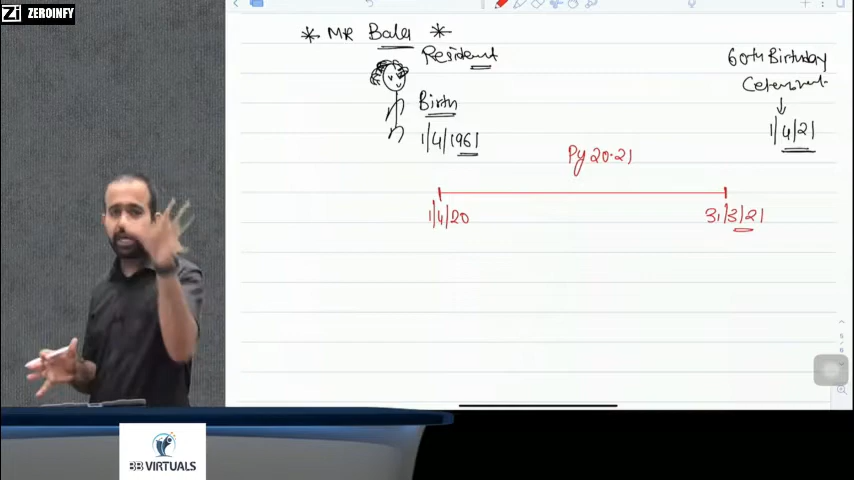 Zi ZEROINFY
* MR Bala *
Resident
60th Birthday
Birth
1/4/1961
1/4/21
Py 20-21
1/4/20
31/3/21
BB VIRTUALS